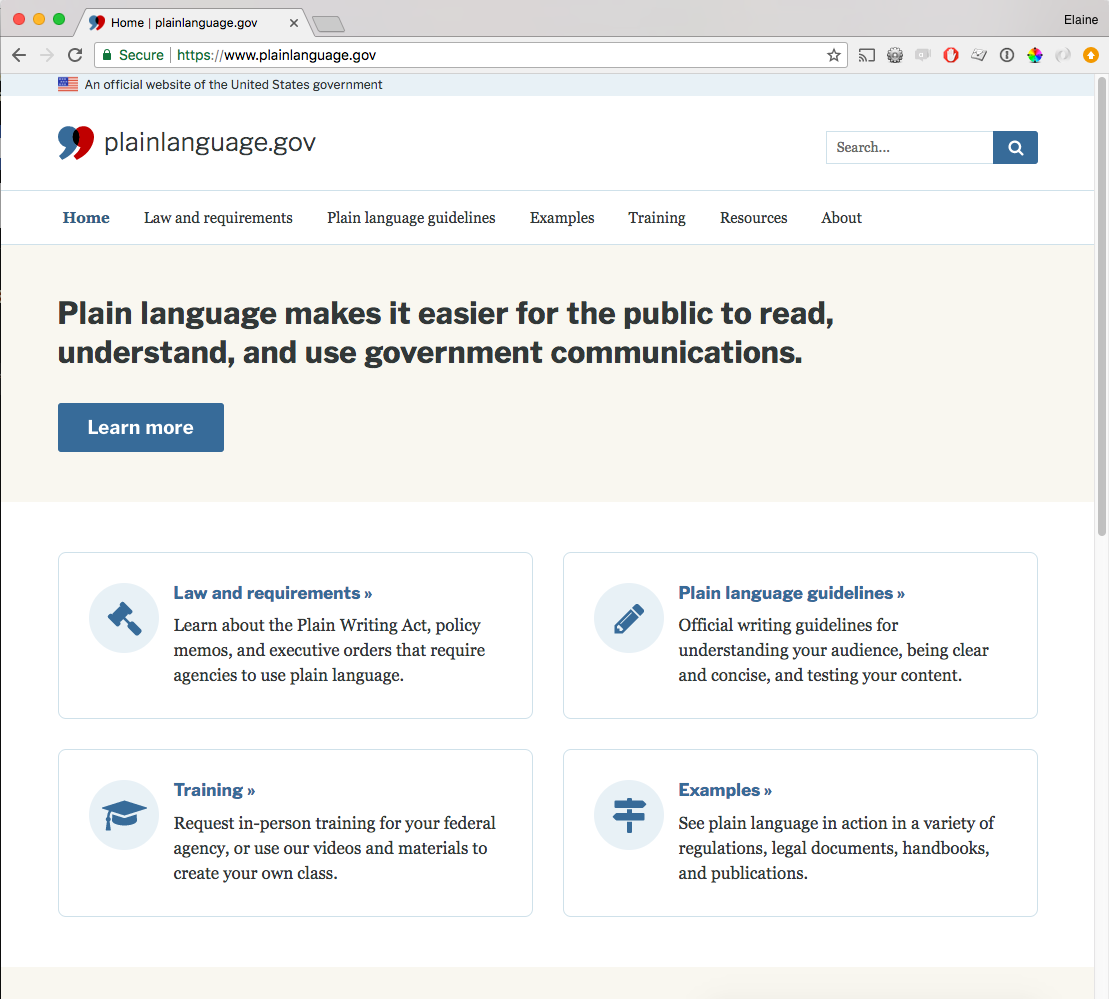 Home | plainlanguage.gov
Elaine
Secure
https://www.plainlanguage.gov
An official website of the United States government
plainlanguage.gov
Search...
Home
Law and requirements
Plain language guidelines
Examples
Training
Resources
About
Plain language makes it easier for the public to read,
understand, and use government communications.
Learn more
Law and requirements »
Learn about the Plain Writing Act, policy
memos, and executive orders that require
agencies to use plain language.
Plain language guidelines »
Official writing guidelines for
understanding your audience, being clear
and concise, and testing your content.
Training »
Request in-person training for your federal
agency, or use our videos and materials to
create your own class.
Examples »
See plain language in action in a variety of
regulations, legal documents, handbooks,
and publications.